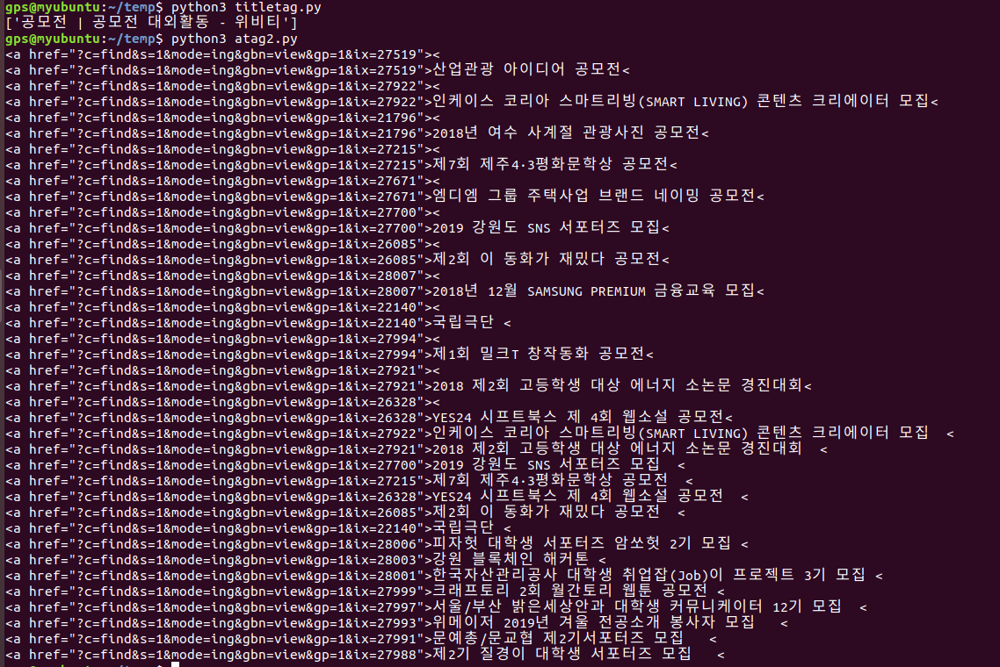 gps@myubuntu:~/temp$ python3 titletag.py
['공모전 | 공모전 대외활동 - 위비티']
gps@myubuntu:~/temp$ python3 atag2.py
<a href="?c=find&s=1&mode=ing&gbn=view&gp=1&ix=27519"><
<a href="?c=find&s=1&mode=ing&gbn=view&gp=1&ix=27519">산업관광 아이디어 공모전<
<a href="?c=find&s=1&mode=ing&gbn=view&gp=1&ix=27922"><
<a href="?c=find&s=1&mode=ing&gbn=view&gp=1&ix=27922">인케이스 코리아 스마트리빙(SMART LIVING) 콘텐츠 크리에이터 모집<
<a href="?c=find&s=1&mode=ing&gbn=view&gp=1&ix=21796"><
<a href="?c=find&s=1&mode=ing&gbn=view&gp=1&ix=21796">2018년 여수 사계절 관광사진 공모전<
<a href="?c=find&s=1&mode=ing&gbn=view&gp=1&ix=27215"><
<a href="?c=find&s=1&mode=ing&gbn=view&gp=1&ix=27215">제7회 제주4·3평화문학상 공모전<
<a href="?c=find&s=1&mode=ing&gbn=view&gp=1&ix=27671"><
<a href="?c=find&s=1&mode=ing&gbn=view&gp=1&ix=27671">엠디엠 그룹 주택사업 브랜드 네이밍 공모전<
<a href="?c=find&s=1&mode=ing&gbn=view&gp=1&ix=27700"><
<a href="?c=find&s=1&mode=ing&gbn=view&gp=1&ix=27700">2019 강원도 SNS 서포터즈 모집<
<a href="?c=find&s=1&mode=ing&gbn=view&gp=1&ix=26085"><
<a href="?c=find&s=1&mode=ing&gbn=view&gp=1&ix=26085">제2회 이 동화가 재밌다 공모전<
<a href="?c=find&s=1&mode=ing&gbn=view&gp=1&ix=28007"><
<a href="?c=find&s=1&mode=ing&gbn=view&gp=1&ix=28007">2018년 12월 SAMSUNG PREMIUM 금융교육 모집<
<a href="?c=find&s=1&mode=ing&gbn=view&gp=1&ix=22140"><
<a href="?c=find&s=1&mode=ing&gbn=view&gp=1&ix=22140">국립극단 <
<a href="?c=find&s=1&mode=ing&gbn=view&gp=1&ix=27994"><
<a href="?c=find&s=1&mode=ing&gbn=view&gp=1&ix=27994">제1회 밀크T 창작동화 공모전<
<a href="?c=find&s=1&mode=ing&gbn=view&gp=1&ix=27921"><
<a href="?c=find&s=1&mode=ing&gbn=view&gp=1&ix=27921">2018 제2회 고등학생 대상 에너지 소논문 경진대회<
<a href="?c=find&s=1&mode=ing&gbn=view&gp=1&ix=26328"><
<a href="?c=find&s=1&mode=ing&gbn=view&gp=1&ix=26328">YES24 시프트북스 제 4회 웹소설 공모전<
<a href="?c=find&s=1&mode=ing&gbn=view&gp=1&ix=27922">인케이스 코리아 스마트리빙(SMART LIVING) 콘텐츠 크리에이터 모집  <
<a href="?c=find&s=1&mode=ing&gbn=view&gp=1&ix=27921">2018 제2회 고등학생 대상 에너지 소논문 경진대회  <
<a href="?c=find&s=1&mode=ing&gbn=view&gp=1&ix=27700">2019 강원도 SNS 서포터즈 모집  <
<a href="?c=find&s=1&mode=ing&gbn=view&gp=1&ix=27215">제7회 제주4·3평화문학상 공모전  <
<a href="?c=find&s=1&mode=ing&gbn=view&gp=1&ix=26328">YES24 시프트북스 제 4회 웹소설 공모전  <
<a href="?c=find&s=1&mode=ing&gbn=view&gp=1&ix=26085">제2회 이 동화가 재밌다 공모전  <
<a href="?c=find&s=1&mode=ing&gbn=view&gp=1&ix=22140">국립극단 <
<a href="?c=find&s=1&mode=ing&gbn=view&gp=1&ix=28006">피자헛 대학생 서포터즈 암쏘헛 2기 모집 <
<a href="?c=find&s=1&mode=ing&gbn=view&gp=1&ix=28003">강원 블록체인 해커톤 <
<a href="?c=find&s=1&mode=ing&gbn=view&gp=1&ix=28001">한국자산관리공사 대학생 취업잡(Job)이 프로젝트 3기 모집 <
<a href="?c=find&s=1&mode=ing&gbn=view&gp=1&ix=27999">크래프토리 2회 월간토리 웹툰 공모전 <
<a href="?c=find&s=1&mode=ing&gbn=view&gp=1&ix=27997">서울/부산 밝은세상안과 대학생 커뮤니케이터 12기 모집  <
<a href="?c=find&s=1&mode=ing&gbn=view&gp=1&ix=27993">위메이저 2019년 겨울 전공소개 봉사자 모집   <
<a href="?c=find&s=1&mode=ing&gbn=view&gp=1&ix=27991">문예총/문교협 제2기서포터즈 모집   <
<a href="?c=find&s=1&mode=ing&gbn=view&gp=1&ix=27988">제2기 질경이 대학생 서포터즈 모집   <